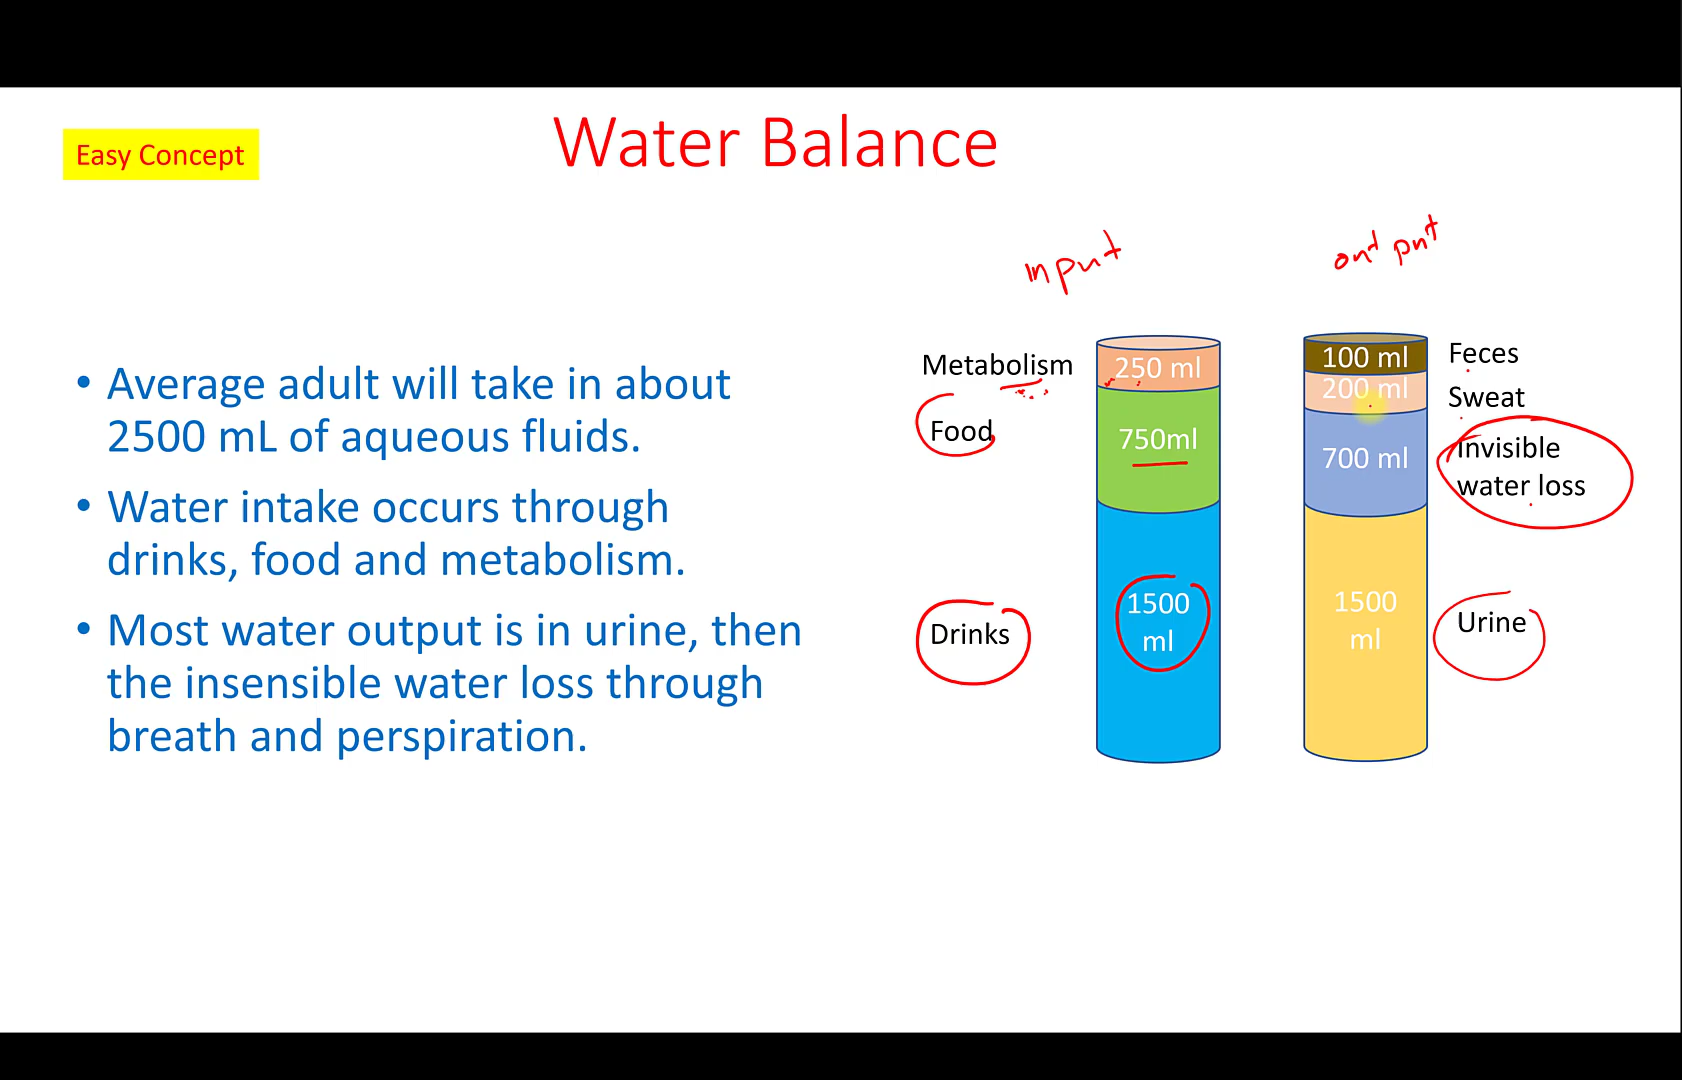 Easy Concept
Water Balance
• Average adult will take in about
2500 mL of aqueous fluids.
• Water intake occurs through
drinks, food and metabolism.
• Most water output is in urine, then
the insensible water loss through
breath and perspiration.
input
output
Metabolism
250 ml
Food
750ml
Drinks
1500
ml
100 ml
Feces
200 ml
Sweat
700 ml
Invisible
water loss
1500
ml
Urine